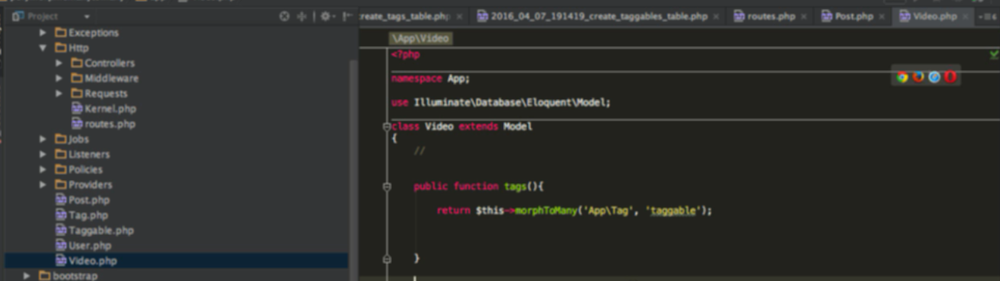 Project
Exceptions
Http
Controllers
Middleware
Requests
Kernel.php
routes.php
Jobs
Listeners
Policies
Providers
Post.php
Tag.php
Taggable.php
User.php
Video.php
bootstrap
create_tags_table.php
2016_04_07_191419_create_taggables_table.php
routes.php
Post.php
Video.php
6
\App\Video
<?php
namespace App;
use Illuminate\Database\Eloquent\Model;
class Video extends Model
{
//
public function tags(){
return $this->morphToMany('App\Tag', 'taggable');
}